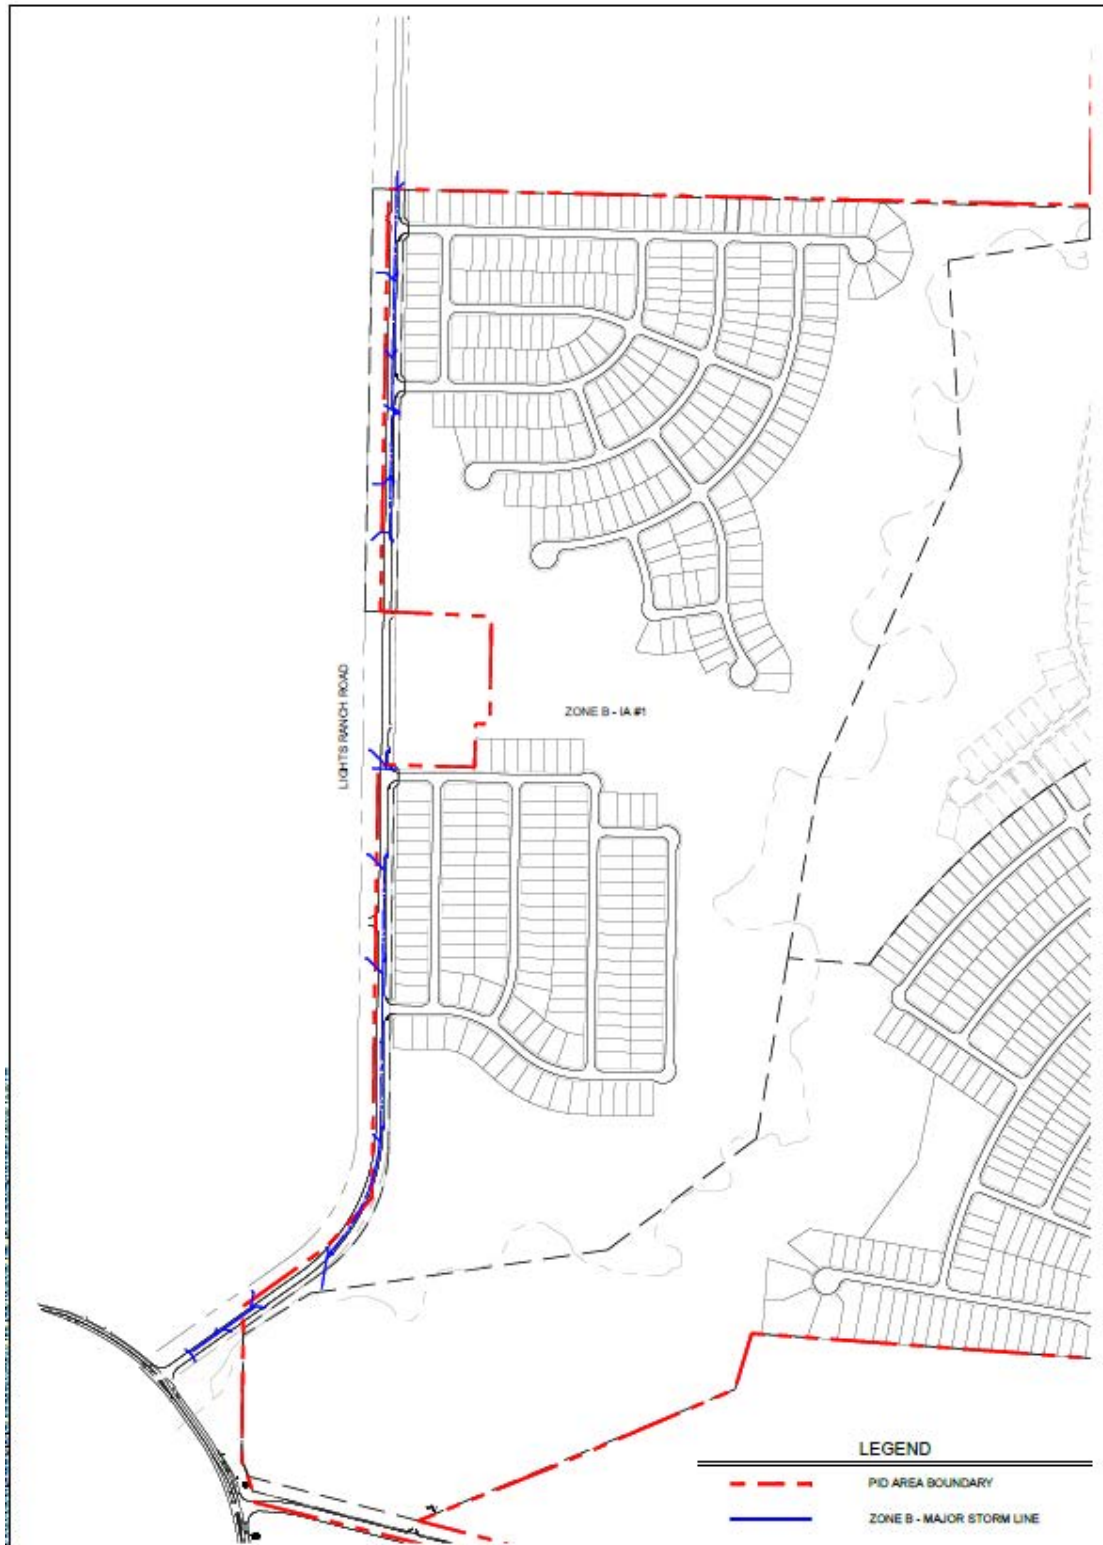 LIGHTS RANCH ROAD
ZONE B - IA #1
LEGEND
PID AREA BOUNDARY
ZONE B - MAJOR STORM LINE